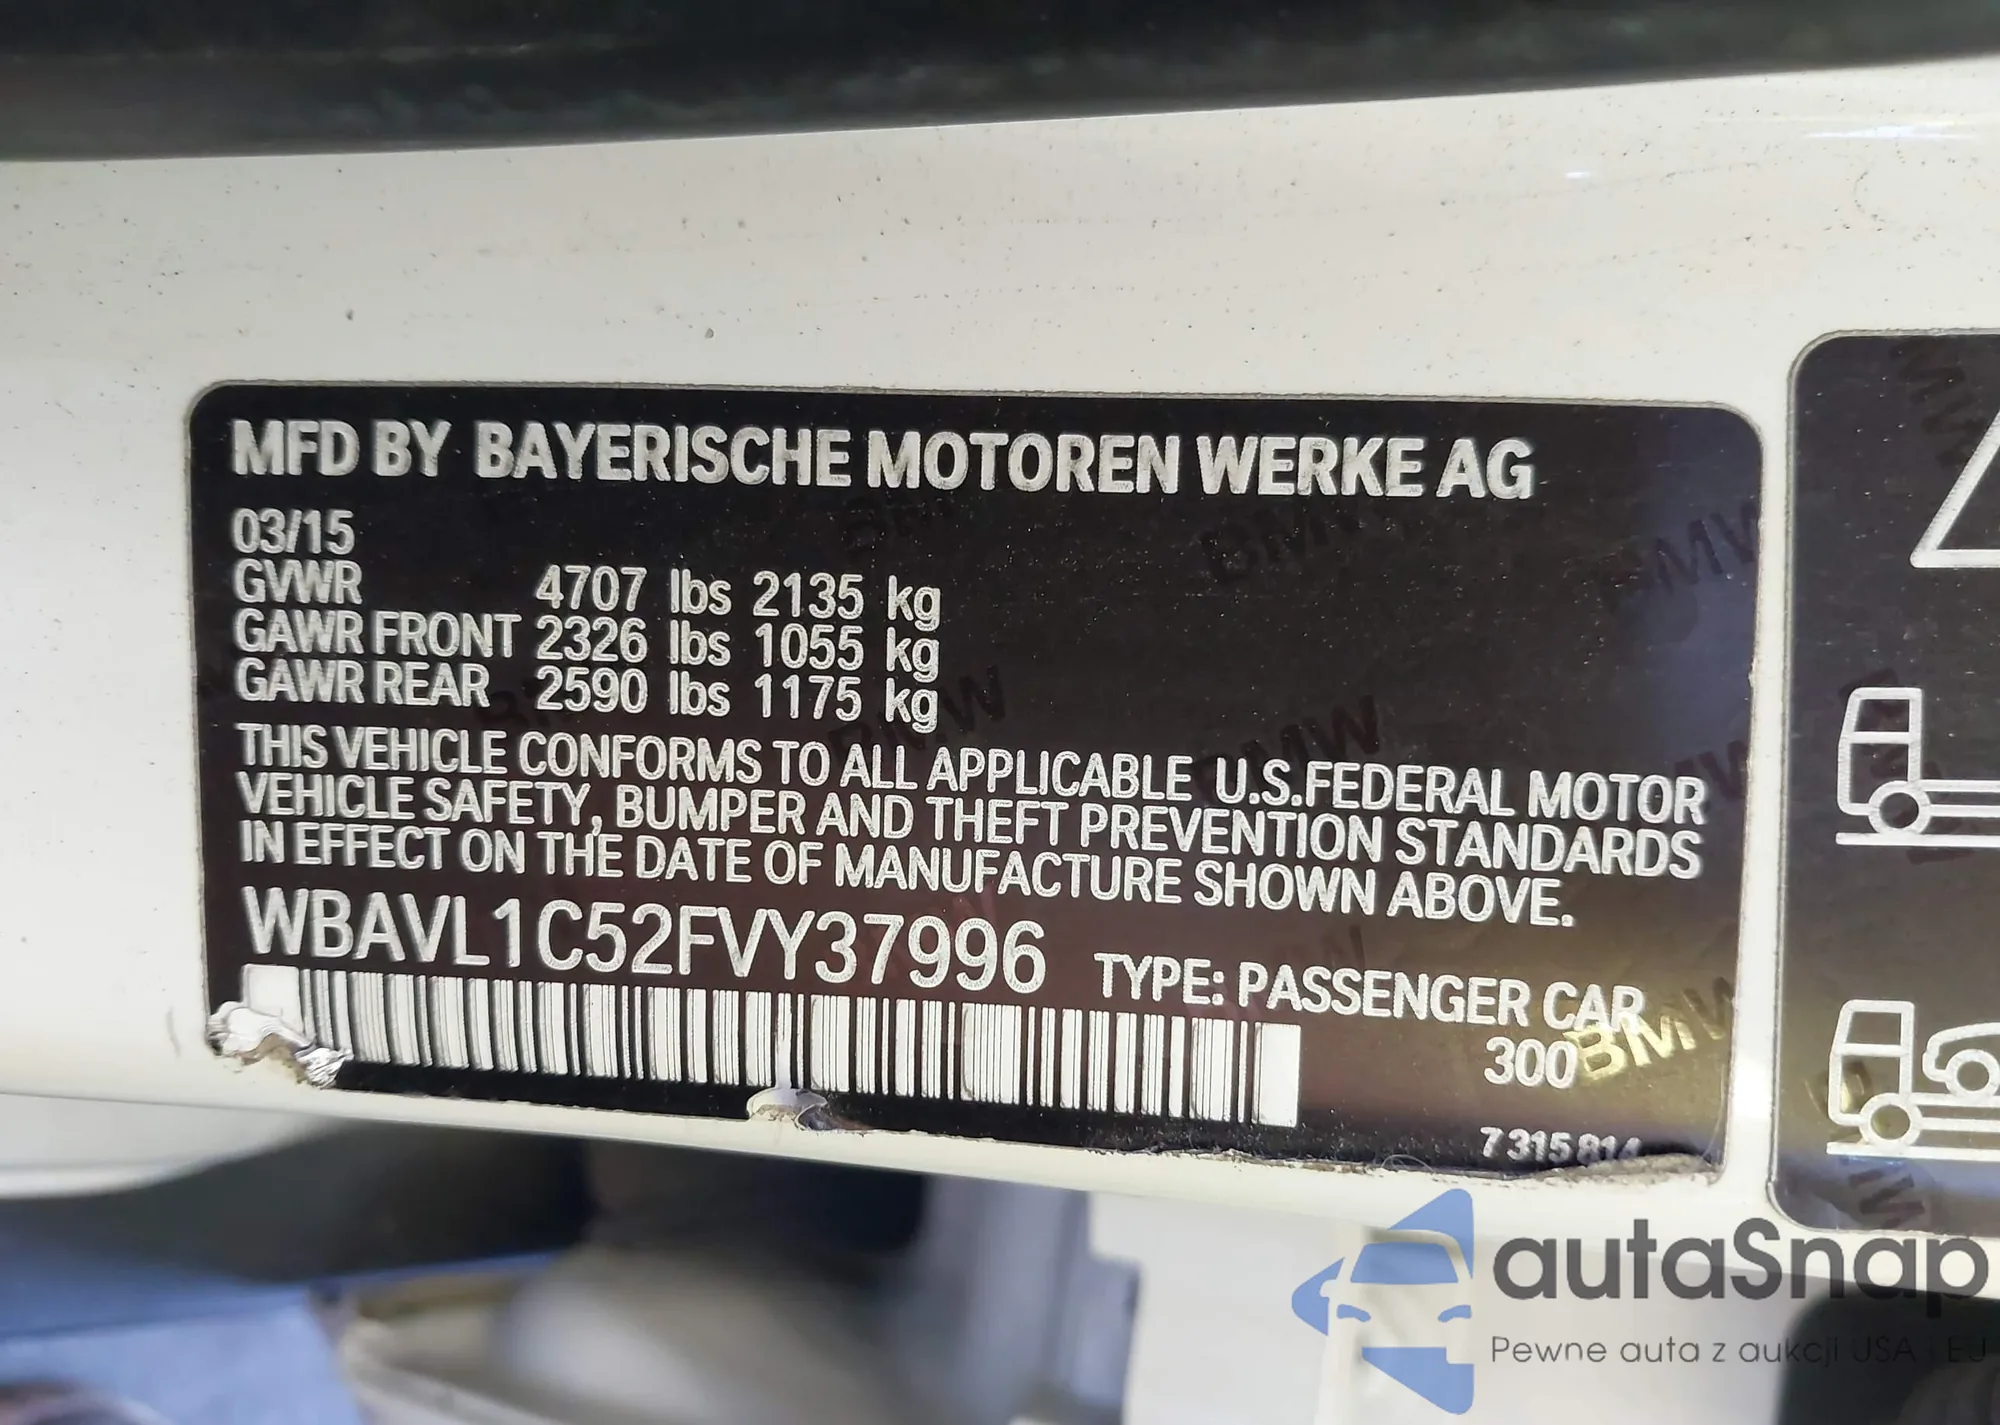 MFD BY BAYERISCHE MOTOREN WERKE AG
03/15
GVWR 4707 lbs 2135 kg
GAWR FRONT 2326 lbs 1055 kg
GAWR REAR 2590 lbs 1175 kg
THIS VEHICLE CONFORMS TO ALL APPLICABLE U.S.FEDERAL MOTOR
VEHICLE SAFETY, BUMPER AND THEFT PREVENTION STANDARDS
IN EFFECT ON THE DATE OF MANUFACTURE SHOWN ABOVE.
WBAVL1C52FVY37996 TYPE: PASSENGER CAR
300
BMW
7 315 814
autaSnap
Pewne auta z aukcji USA i EU